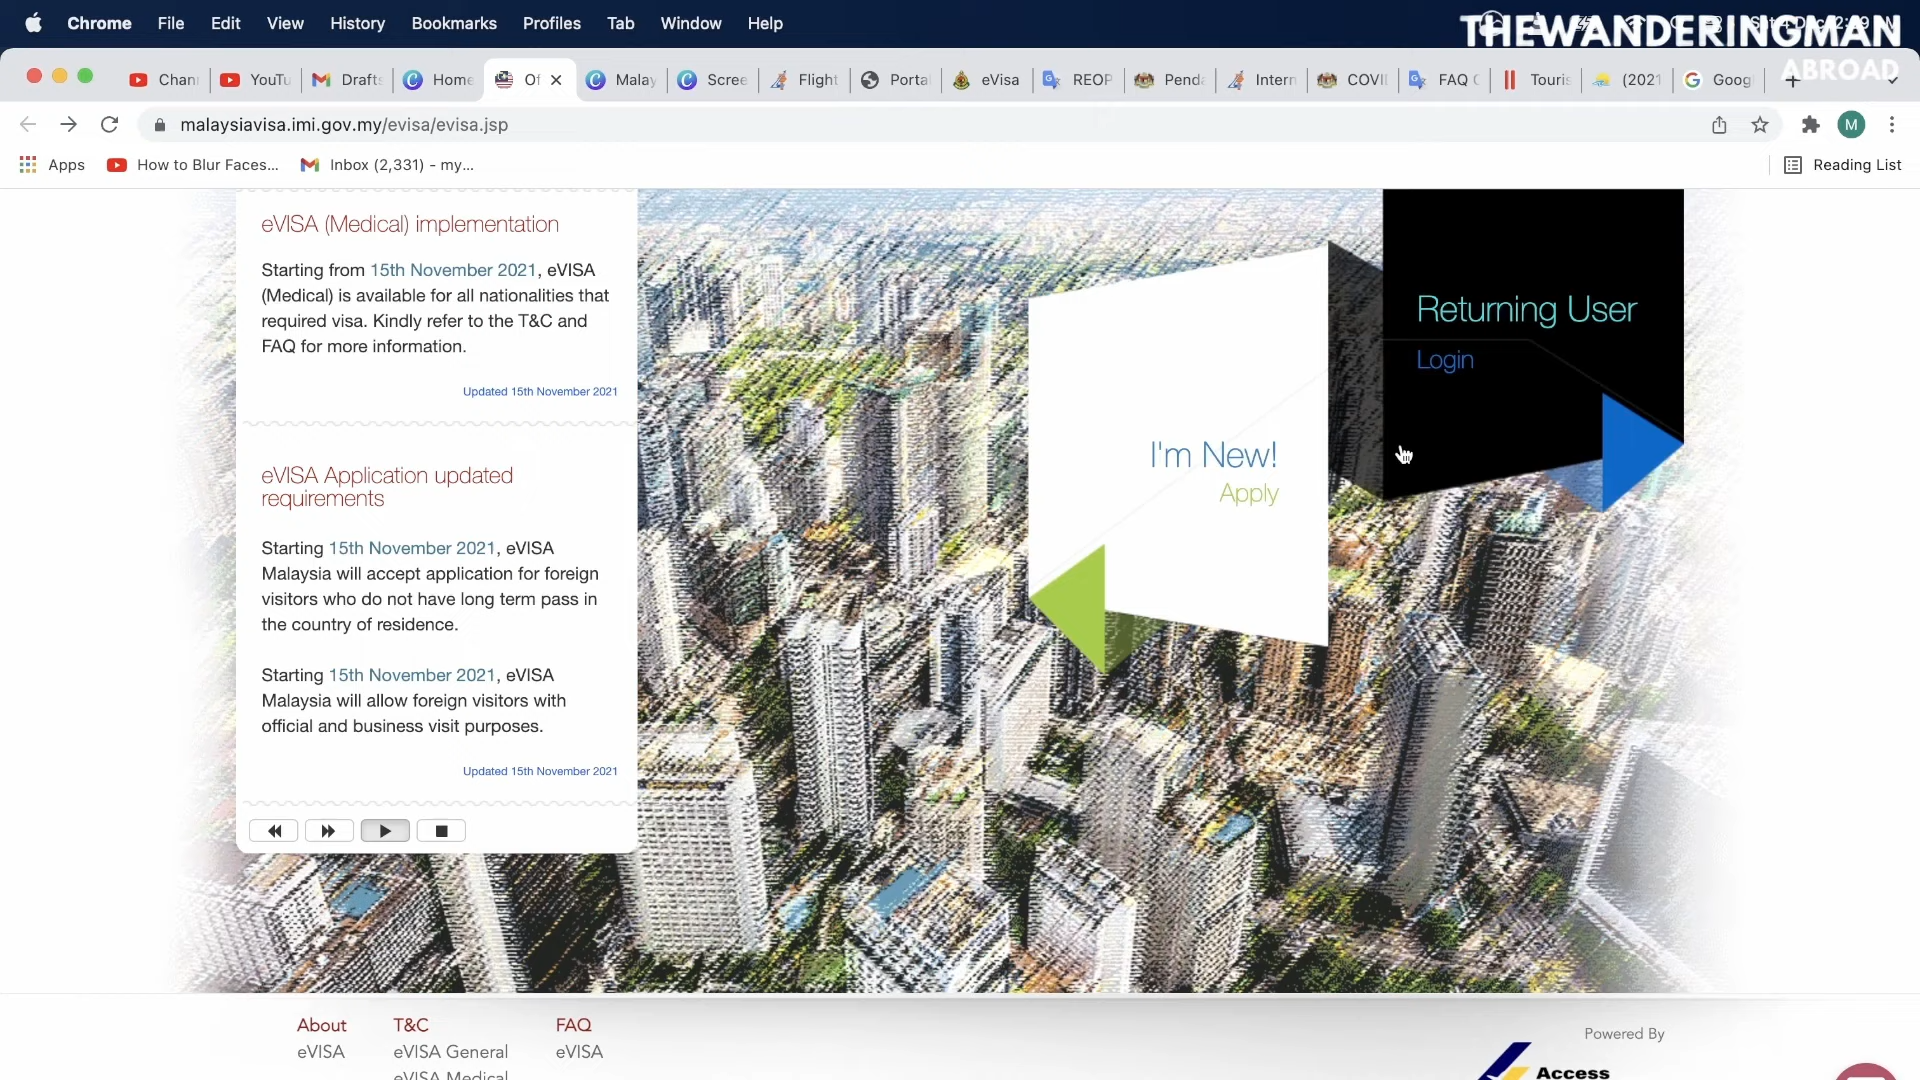 Chrome File Edit View History Bookmarks Profiles Tab Window Help
THEWANDERINGMAN
ABROAD
Chan YouTu Drafts Home Of Malay Scree Flight Porta eVisa REOP Penda Intern COVI FAQ Touris (2021 Goog
malaysiavisa.imi.gov.my/evisa/evisa.jsp
M
Apps How to Blur Faces... Inbox (2,331) - my...
Reading List
eVISA (Medical) implementation
Starting from 15th November 2021, eVISA
(Medical) is available for all nationalities that
required visa. Kindly refer to the T&C and
FAQ for more information.
Updated 15th November 2021
eVISA Application updated
requirements
Starting 15th November 2021, eVISA
Malaysia will accept application for foreign
visitors who do not have long term pass in
the country of residence.
Starting 15th November 2021, eVISA
Malaysia will allow foreign visitors with
official and business visit purposes.
Updated 15th November 2021
Returning User
Login
I'm New!
Apply
About T&C FAQ
eVISA eVISA General eVISA
eVISA Medical
Powered By
Access